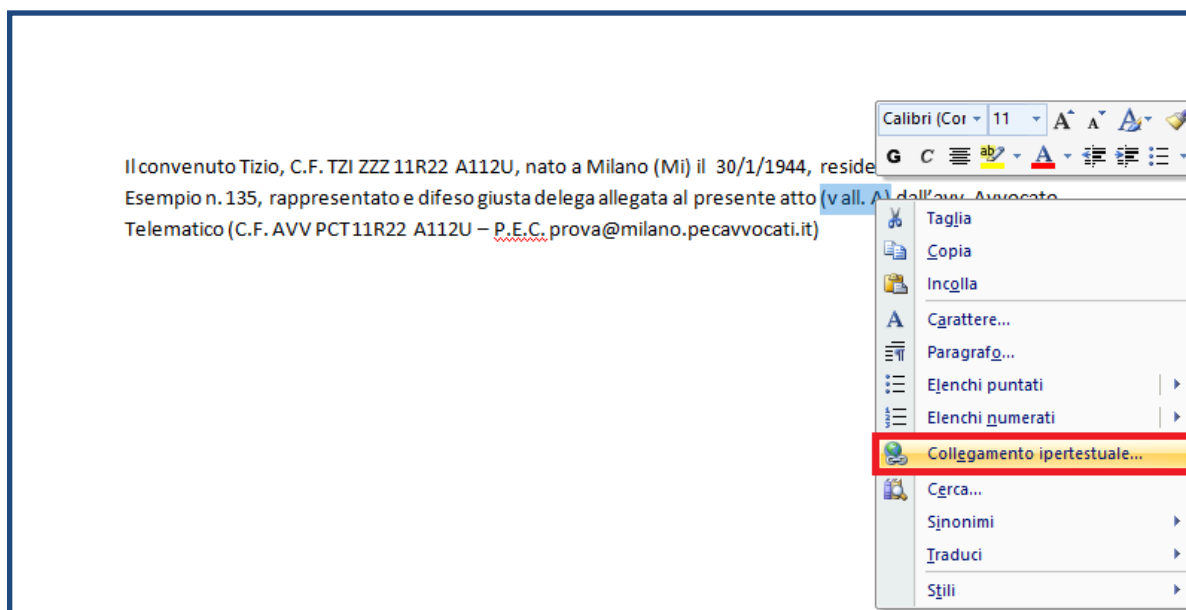 Calibri (Cor 11 A A A
G C ab A
Il convenuto Tizio, C.F. TZI ZZZ 11R22 A112U, nato a Milano (Mi) il 30/1/1944, reside
Esempio n. 135, rappresentato e difeso giusta delega allegata al presente atto (v all. A) dall'avv. Avvocato
Telematico (C.F. AVV PCT11R22 A112U – P.E.C. prova@milano.pecavvocati.it)
Taglia
Copia
Incolla
A Carattere...
Paragrafo...
Elenchi puntati
Elenchi numerati
Collegamento ipertestuale...
Cerca...
Sinonimi
Traduci
Stili